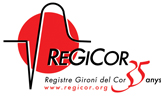 REGICOR
Registre Gironí del Cor
35 anys
www.regicor.org